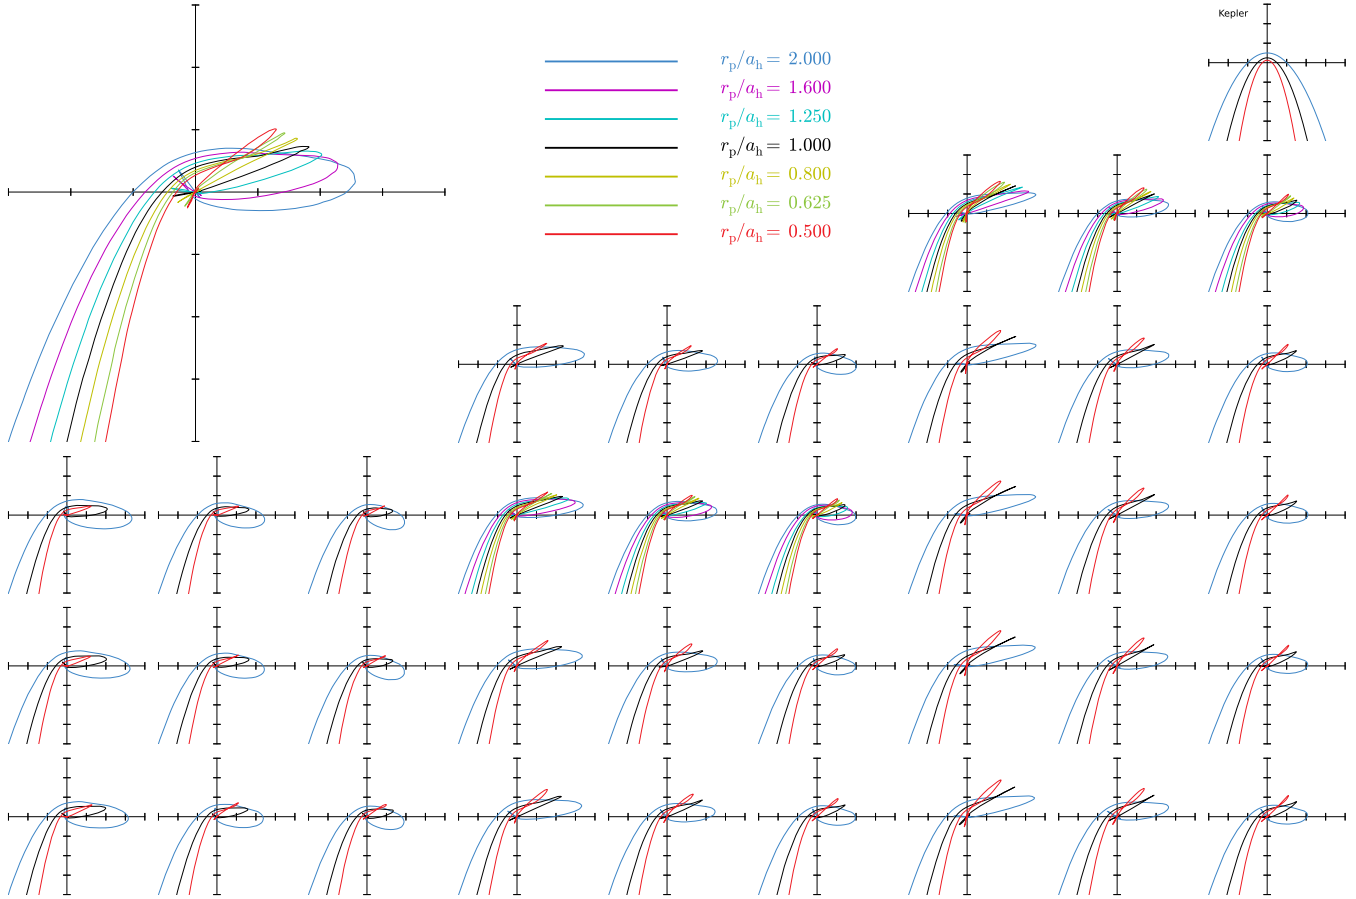 Kepler
r_p/a_h = 2.000
r_p/a_h = 1.600
r_p/a_h = 1.250
r_p/a_h = 1.000
r_p/a_h = 0.800
r_p/a_h = 0.625
r_p/a_h = 0.500